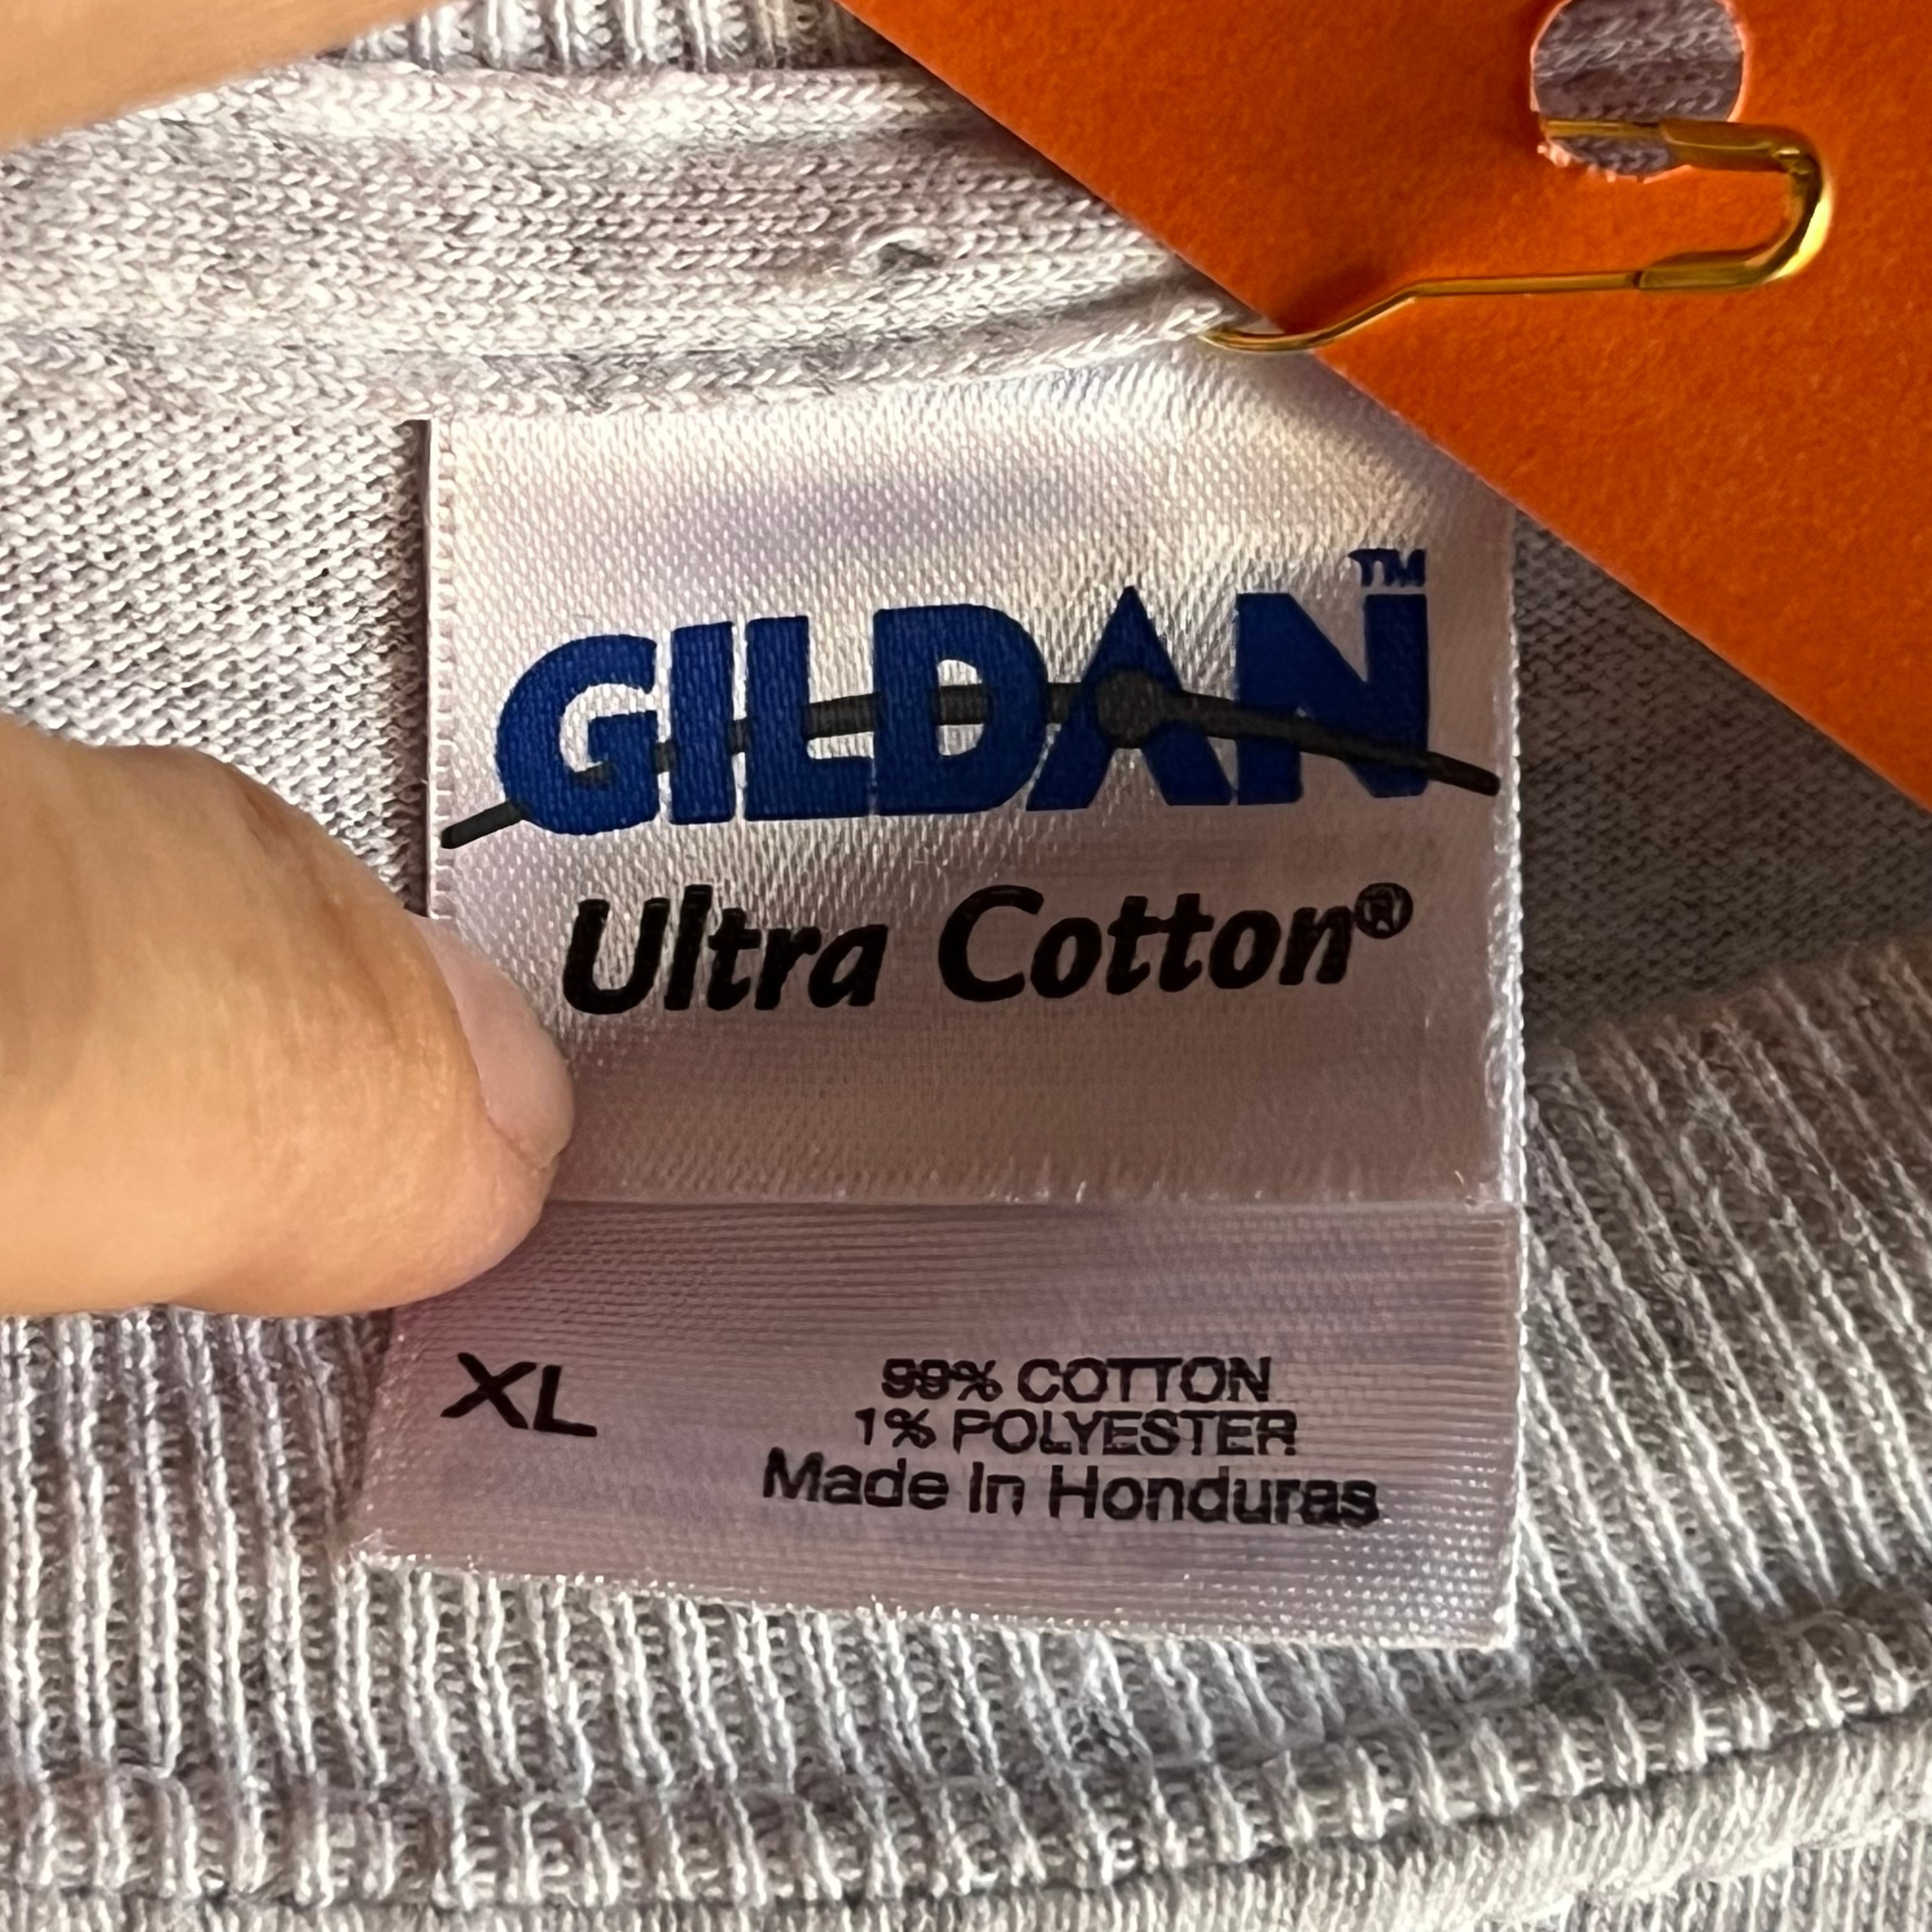 GILDAN™
Ultra Cotton®
XL
99% COTTON
1% POLYESTER
Made In Honduras